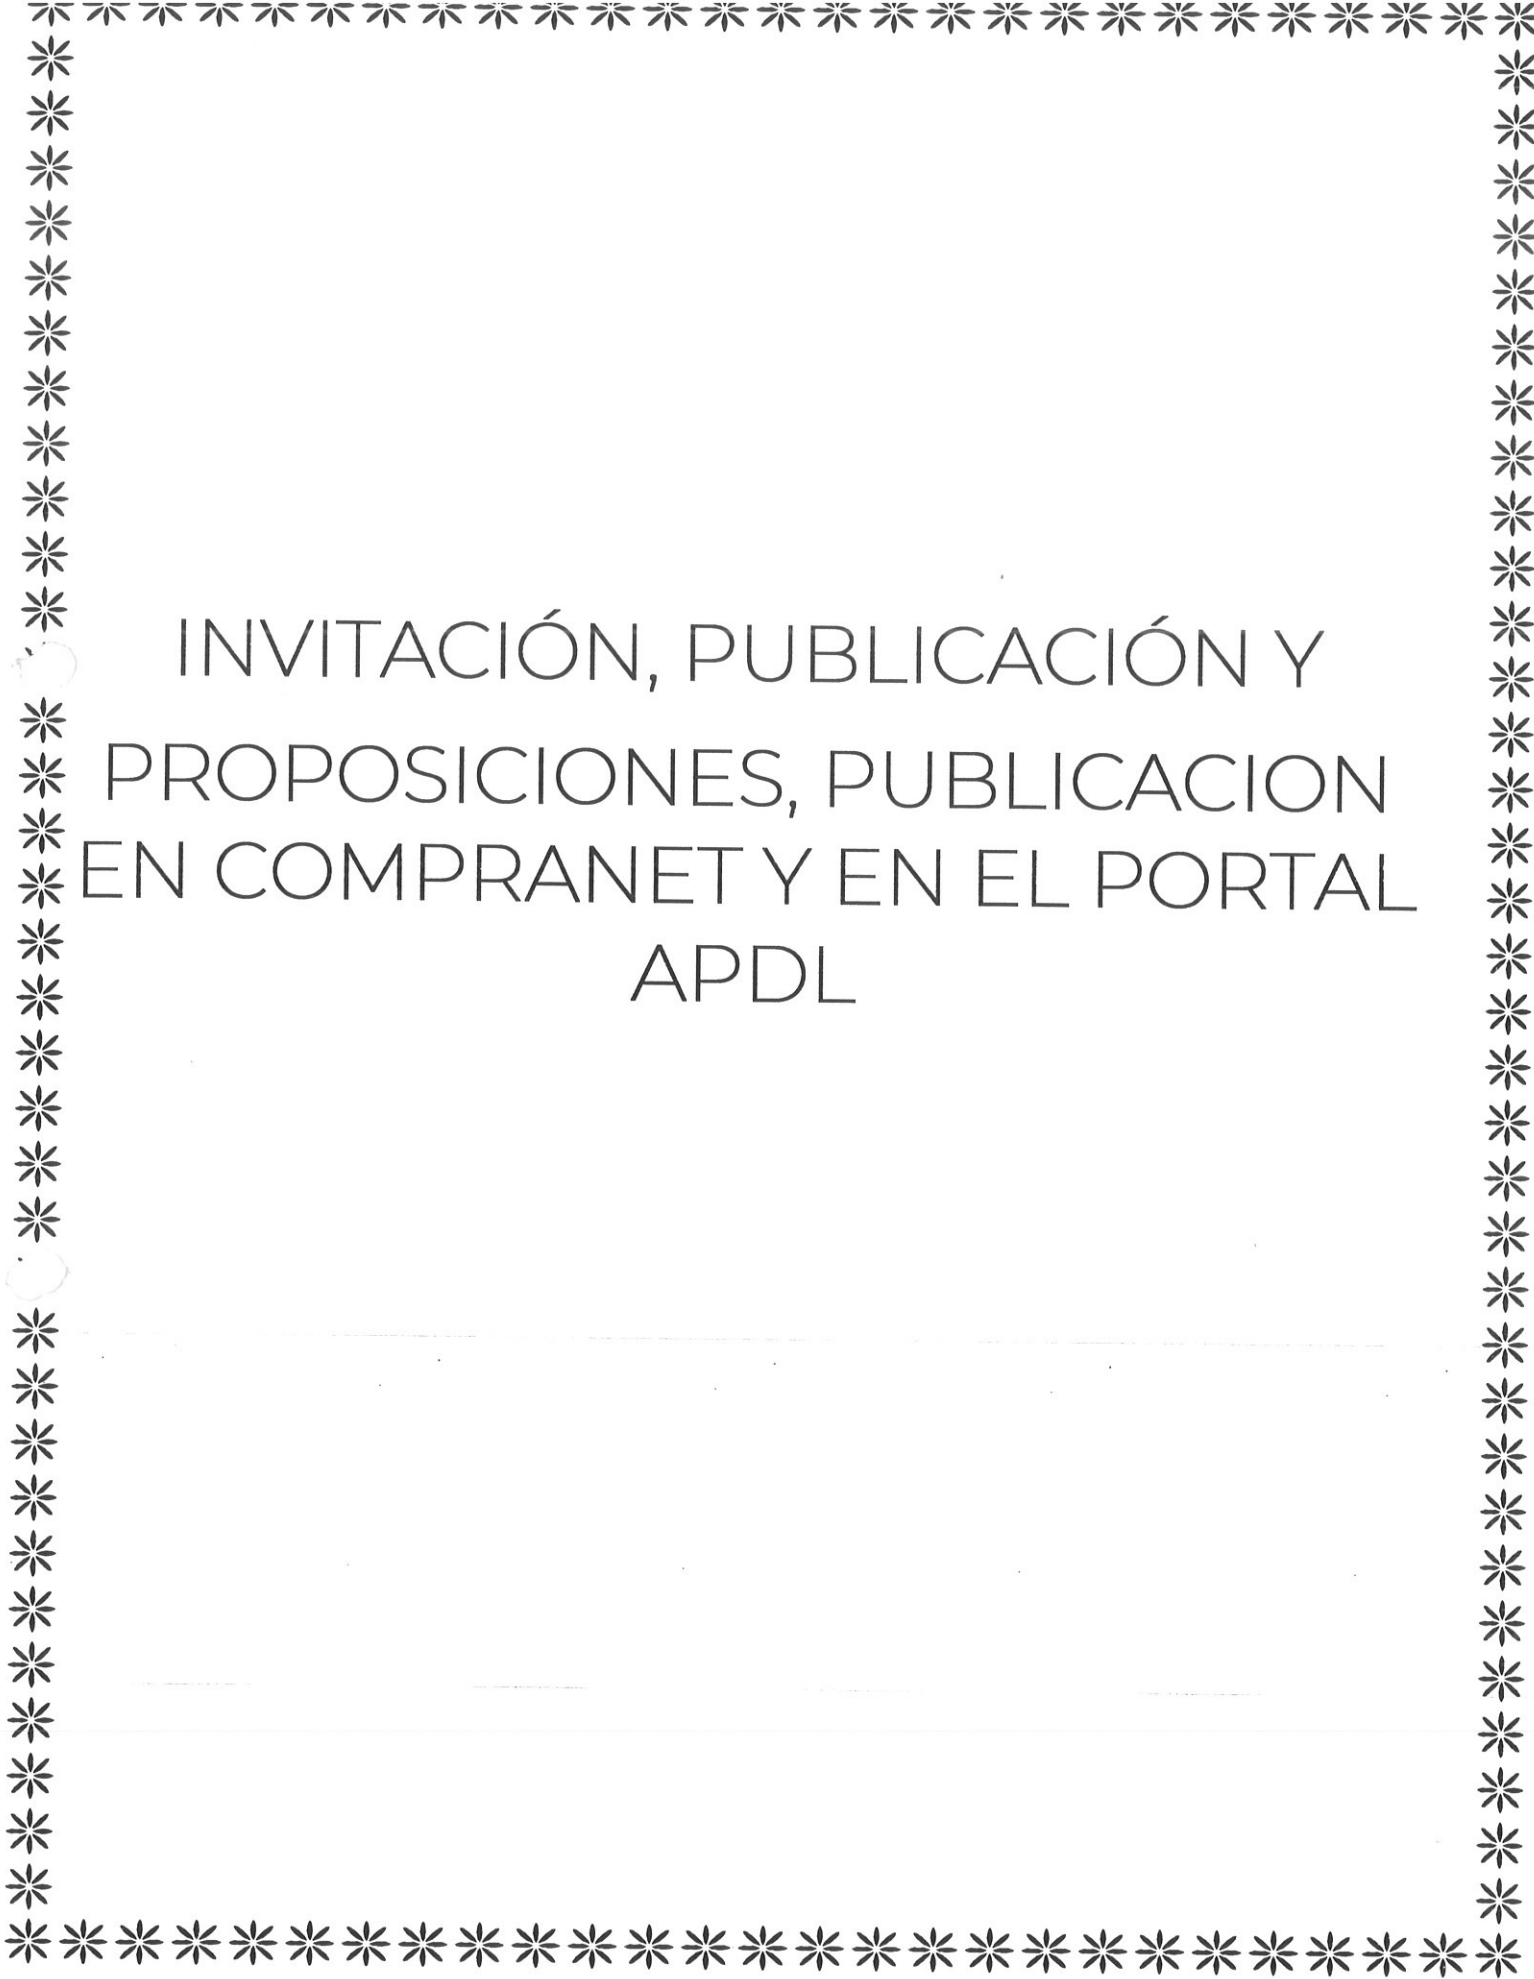 INVITACIÓN, PUBLICACIÓN Y
PROPOSICIONES, PUBLICACION
EN COMPRANET Y EN EL PORTAL
APDL